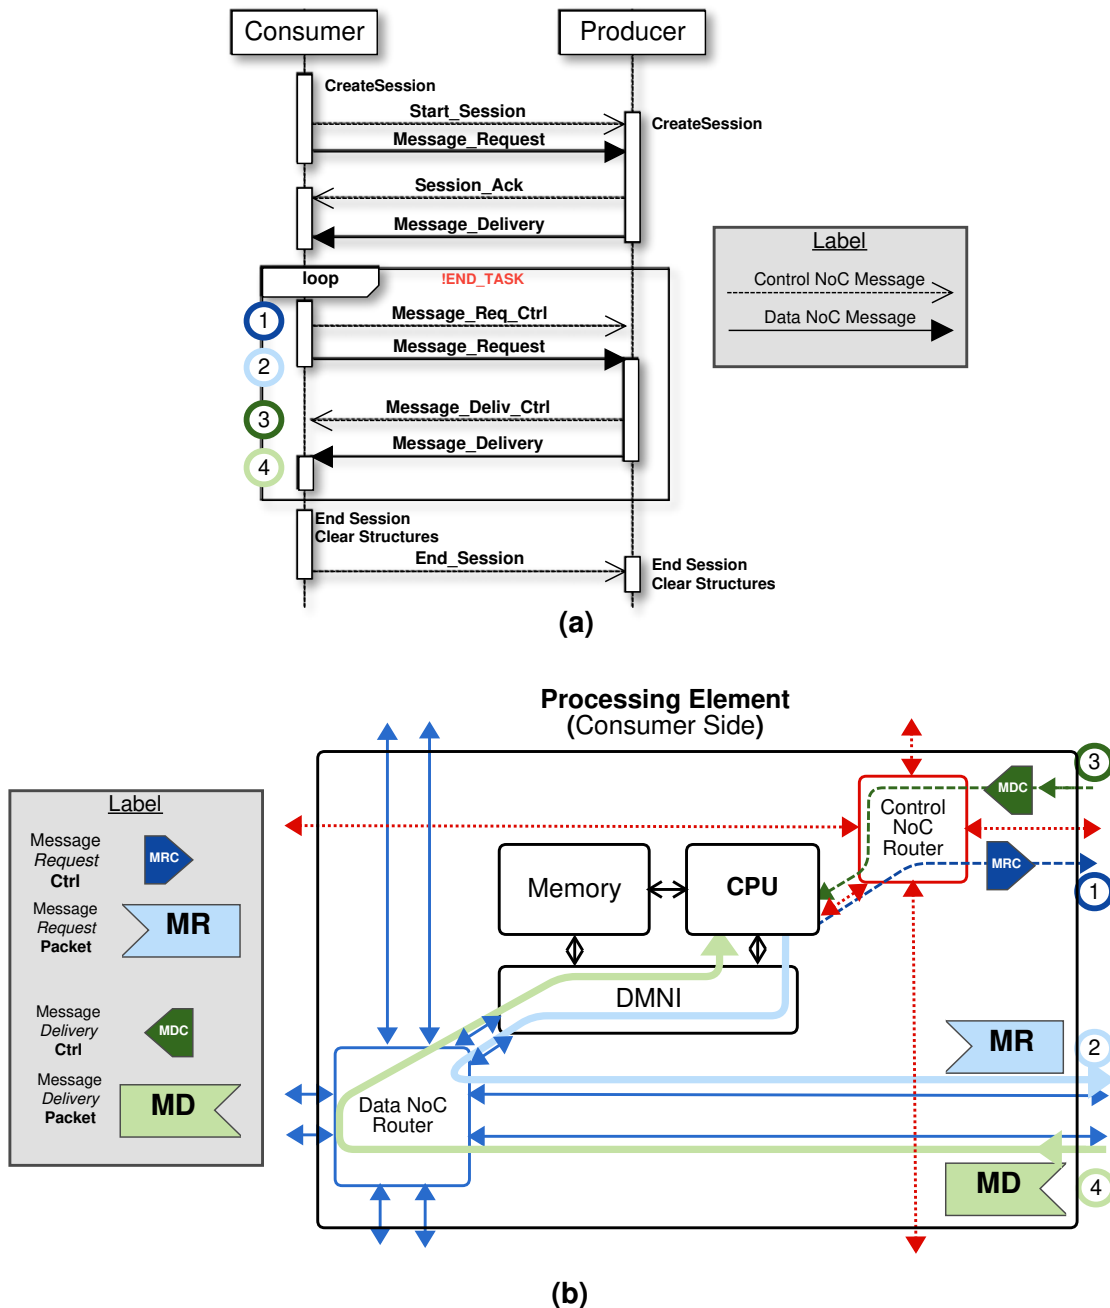 Consumer
Producer
CreateSession
Start_Session
CreateSession
Message_Request
Session_Ack
Message_Delivery
Label
Control NoC Message
Data NoC Message
loop
!END_TASK
1
Message_Req_Ctrl
Message_Request
2
3
Message_Deliv_Ctrl
Message_Delivery
4
End Session
Clear Structures
End_Session
End Session
Clear Structures
(a)
Processing Element
(Consumer Side)
Label
Message
Request
Ctrl
MRC
Message
Request
Packet
MR
Message
Delivery
Ctrl
MDC
Message
Delivery
Packet
MD
3
MDC
Control
NoC
Router
MRC
1
Memory
CPU
DMNI
MR
2
Data NoC
Router
MD
4
(b)